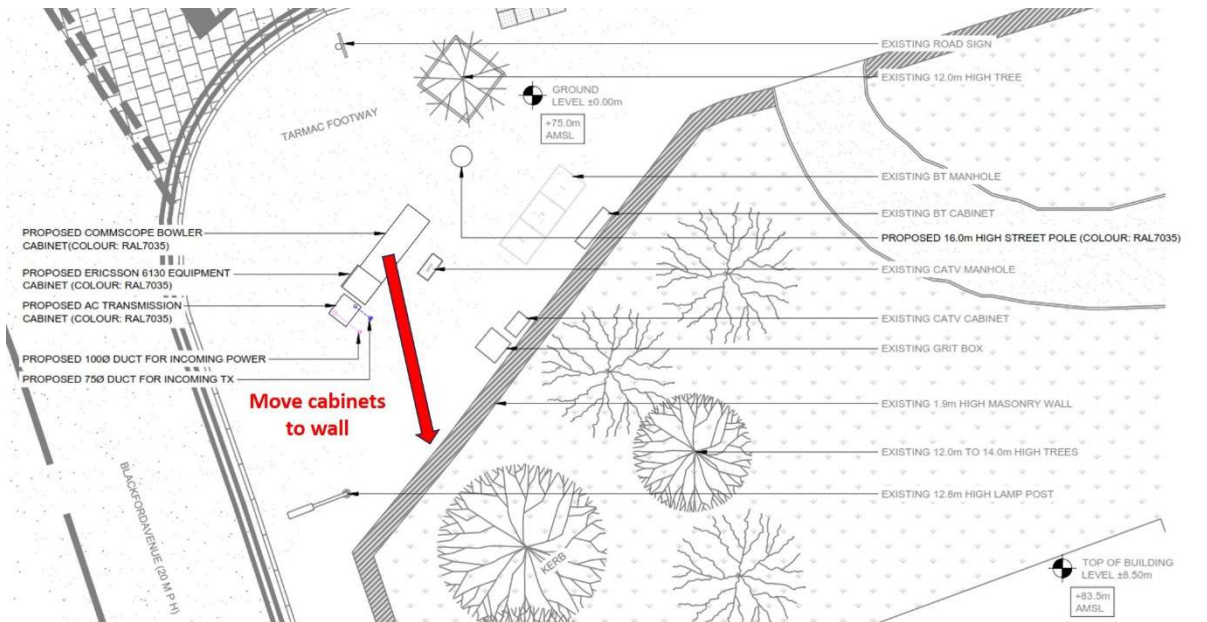 EXISTING ROAD SIGN
EXISTING 12.0m HIGH TREE
GROUND
LEVEL ±0.00m
+75.0m
AMSL
TARMAC FOOTWAY
EXISTING BT MANHOLE
EXISTING BT CABINET
PROPOSED 16.0m HIGH STREET POLE (COLOUR: RAL7035)
PROPOSED COMMSCOPE BOWLER
CABINET(COLOUR: RAL7035)
PROPOSED ERICSSON 6130 EQUIPMENT
CABINET (COLOUR: RAL7035)
PROPOSED AC TRANSMISSION
CABINET (COLOUR: RAL7035)
PROPOSED 100Ø DUCT FOR INCOMING POWER
PROPOSED 75Ø DUCT FOR INCOMING TX
EXISTING CATV MANHOLE
EXISTING CATV CABINET
EXISTING GRIT BOX
Move cabinets
to wall
EXISTING 1.9m HIGH MASONRY WALL
EXISTING 12.0m TO 14.0m HIGH TREES
EXISTING 12.8m HIGH LAMP POST
BLACKFORDAVENUE (20 M P H)
KERB
TOP OF BUILDING
LEVEL ±8.50m
+83.5m
AMSL